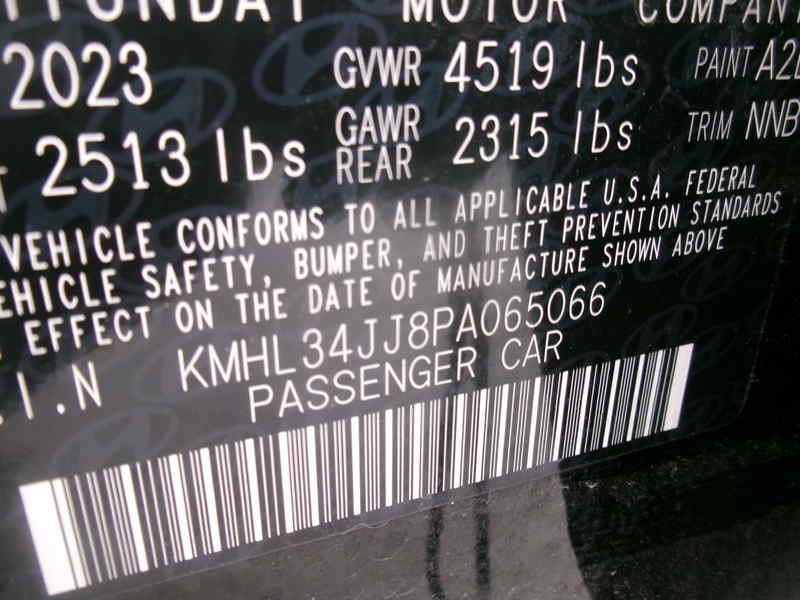 HYUNDAI MOTOR COMPANY
2023 GVWR 4519 lbs PAINT A2B
2513 lbs GAWR REAR 2315 lbs TRIM NNB
VEHICLE CONFORMS TO ALL APPLICABLE U.S.A. FEDERAL
VEHICLE SAFETY, BUMPER, AND THEFT PREVENTION STANDARDS
EFFECT ON THE DATE OF MANUFACTURE SHOWN ABOVE
.I.N KMHL34JJ8PA065066
PASSENGER CAR